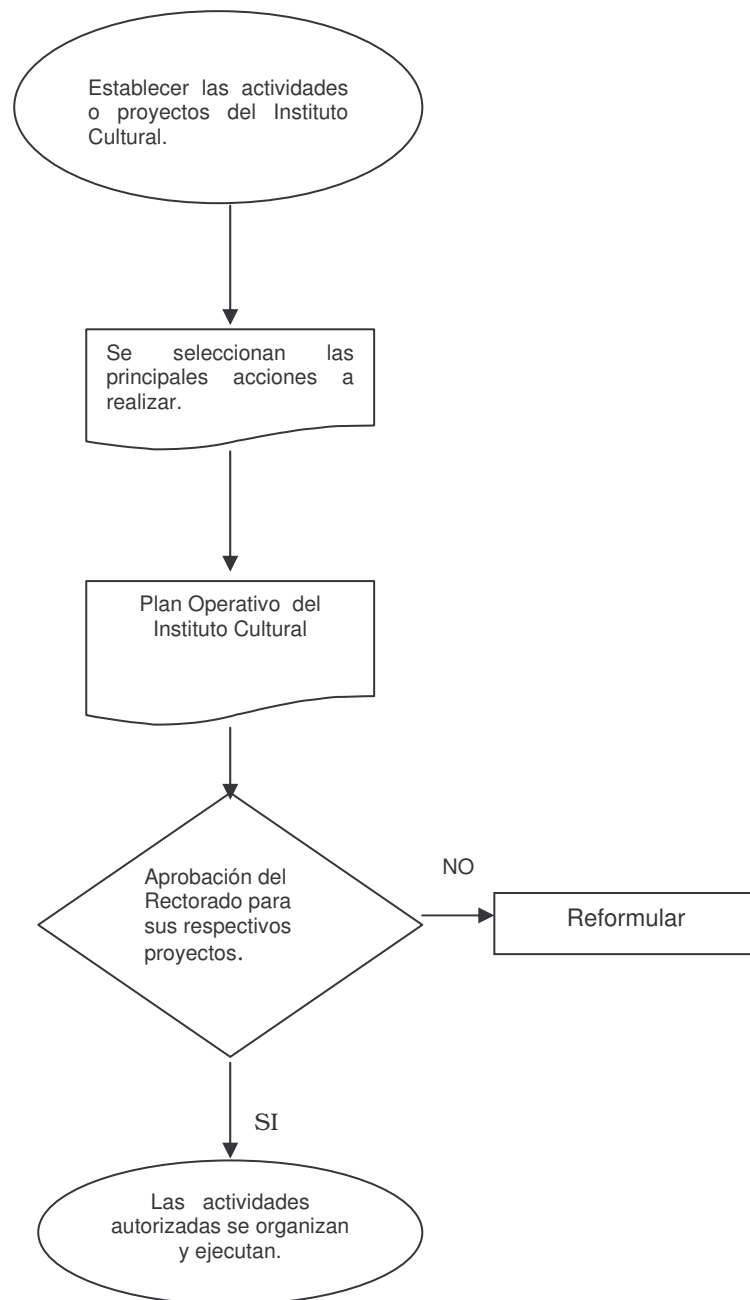 Establecer las actividades
o proyectos del Instituto
Cultural.
Se seleccionan las
principales acciones a
realizar.
Plan Operativo del
Instituto Cultural
Aprobación del
Rectorado para
sus respectivos
proyectos.
NO
Reformular
SI
Las actividades
autorizadas se organizan
y ejecutan.